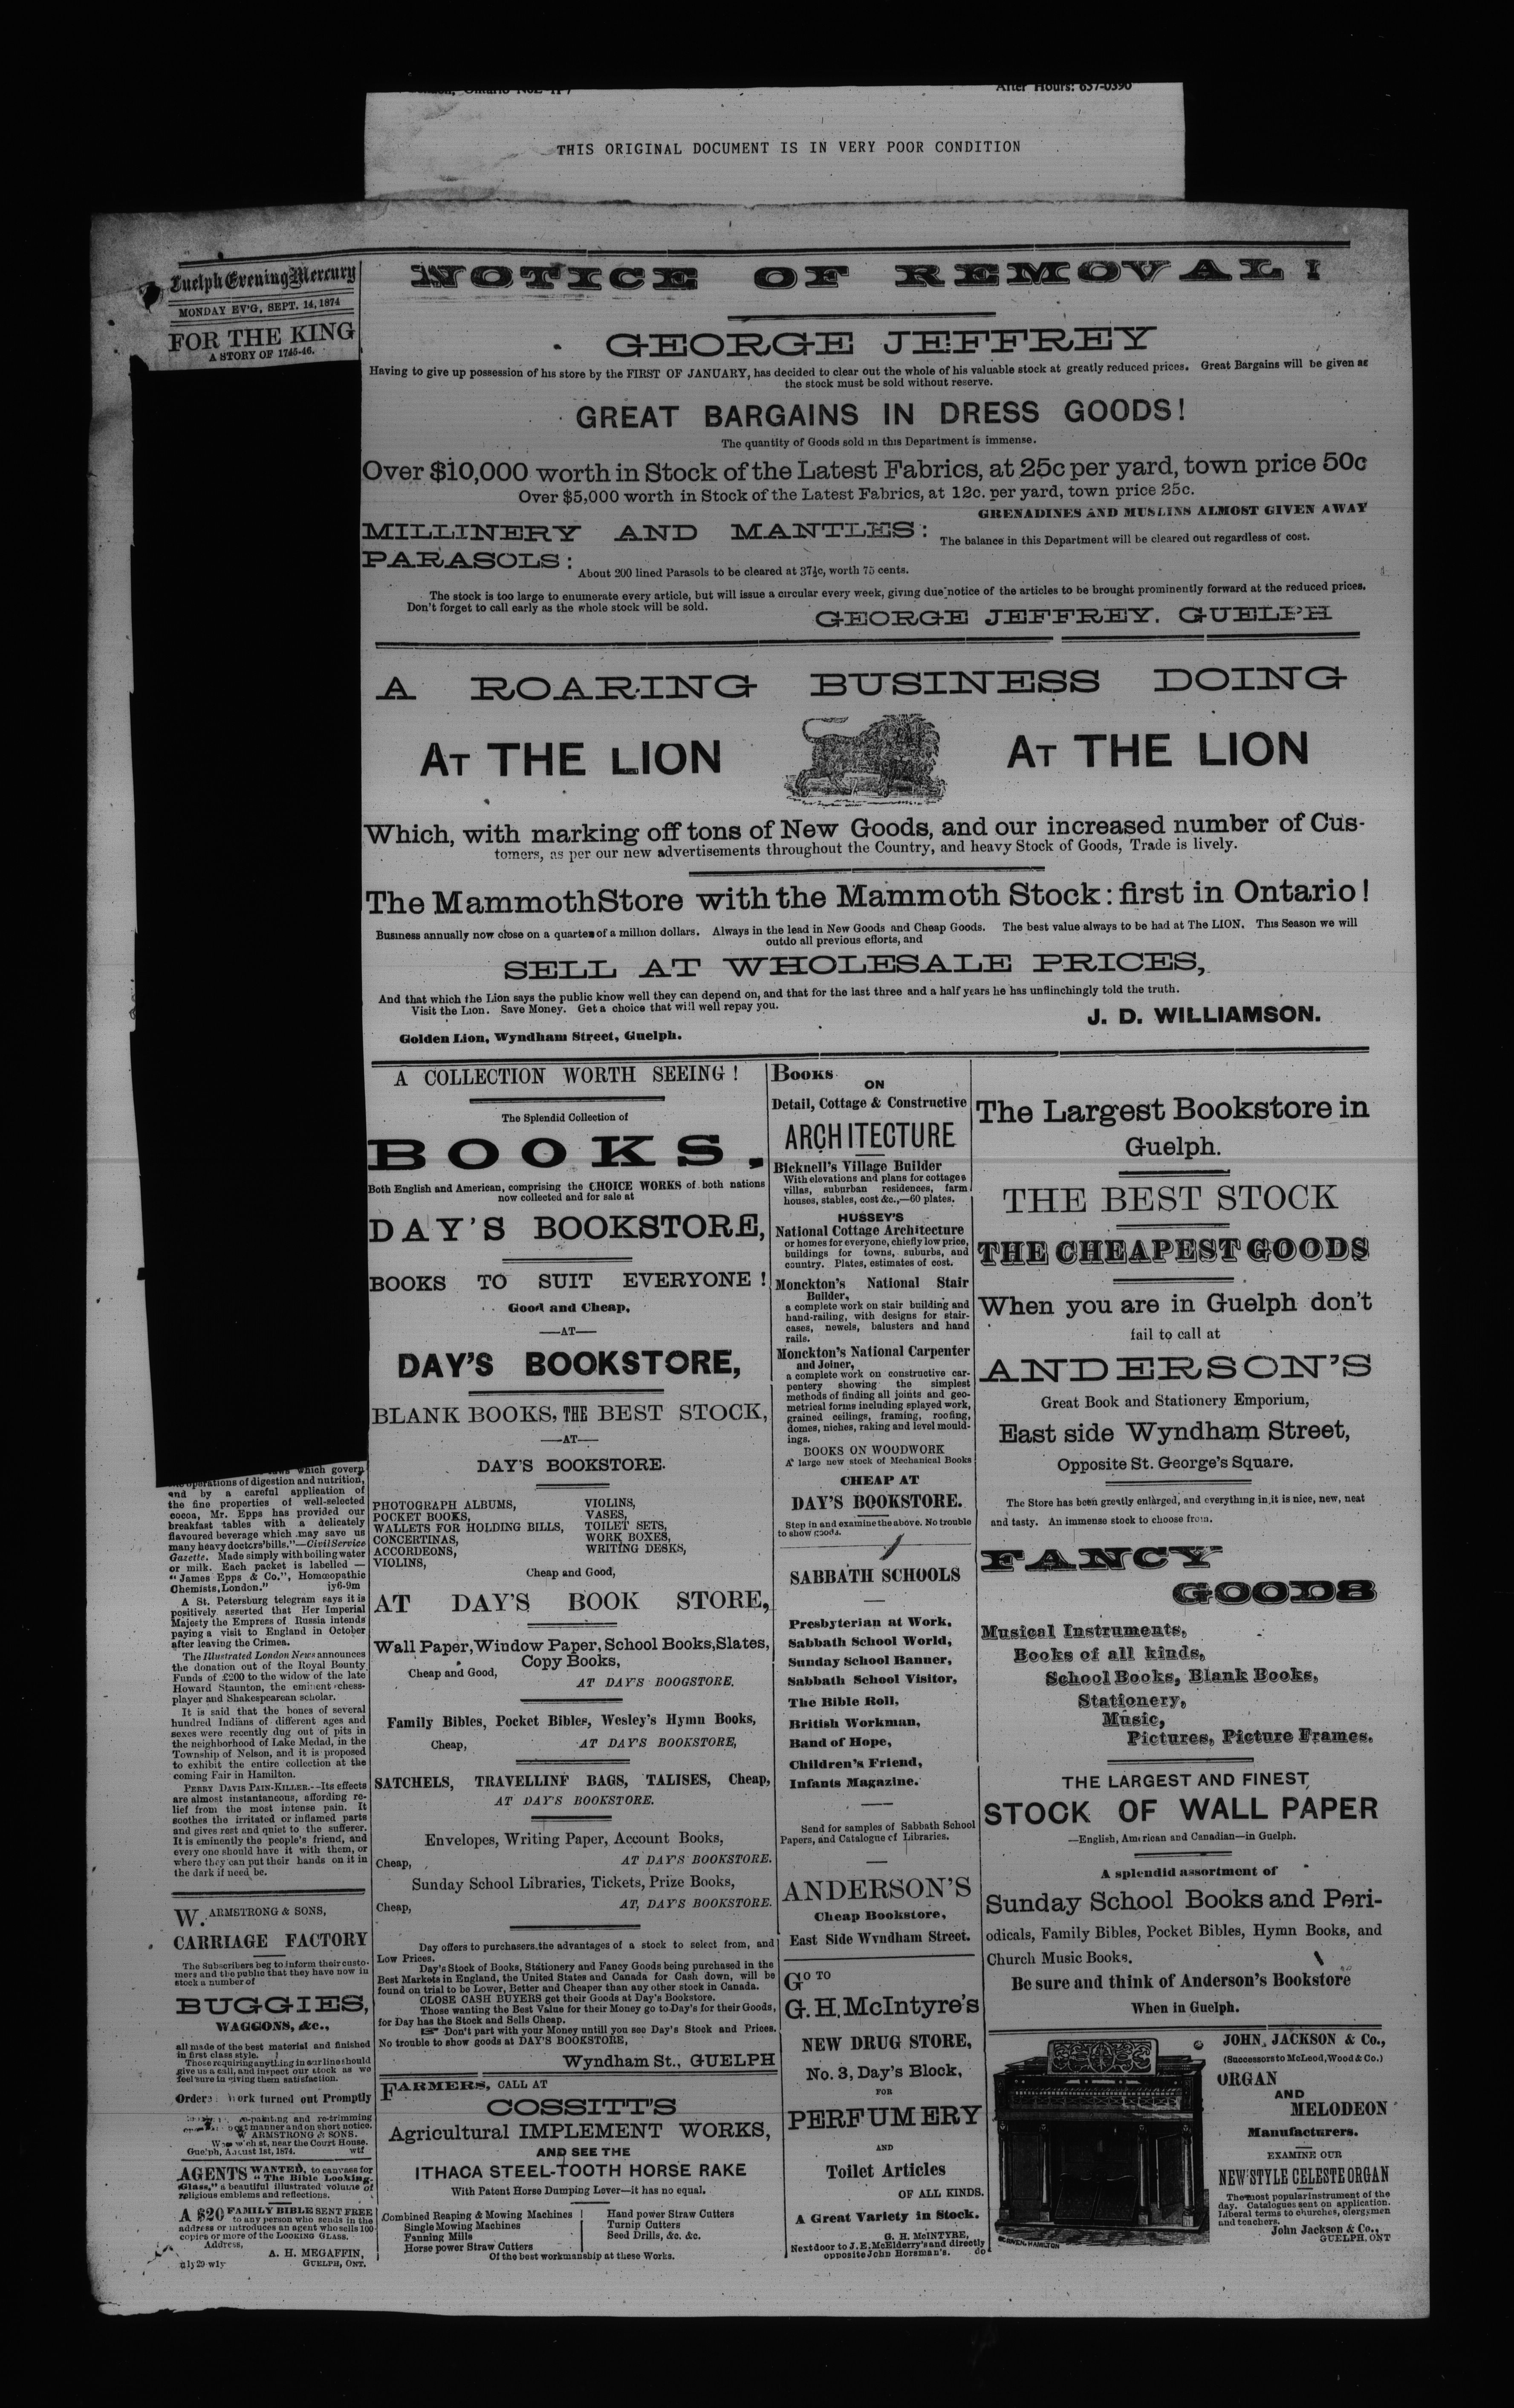 After Hours: 657-0390
THIS ORIGINAL DOCUMENT IS IN VERY POOR CONDITION
Guelph Evening Mercury
MONDAY EV'G, SEPT. 14, 1874
FOR THE KING
A STORY OF 1745-46.
which govern
operations of digestion and nutrition,
and by a careful application of
the fine properties of well-selected
cocoa, Mr. Epps has provided our
breakfast tables with a delicately
flavoured beverage which may save us
many heavy doctors' bills."—Civil Service
Gazette. Made simply with boiling water
or milk. Each packet is labelled —
"James Epps & Co.", Homœopathic
Chemists, London." jy6-9m
A St. Petersburg telegram says it is
positively asserted that Her Imperial
Majesty the Empress of Russia intends
paying a visit to England in October
after leaving the Crimea.
The Illustrated London News announces
the donation out of the Royal Bounty
Funds of £200 to the widow of the late
Howard Staunton, the eminent chess-
player and Shakespearean scholar.
It is said that the bones of several
hundred Indians of different ages and
sexes were recently dug out of pits in
the neighborhood of Lake Medad, in the
Township of Nelson, and it is proposed
to exhibit the entire collection at the
coming Fair in Hamilton.
PERRY DAVIS PAIN-KILLER.--Its effects
are almost instantaneous, affording re-
lief from the most intense pain. It
soothes the irritated or inflamed parts
and gives rest and quiet to the sufferer.
It is eminently the people's friend, and
every one should have it with them, or
where they can put their hands on it in
the dark if need be.
W. ARMSTRONG & SONS,
CARRIAGE FACTORY
The Subscribers beg to inform their custo-
mers and the public that they have now in
stock a number of
BUGGIES,
WAGGONS, &c.,
all made of the best material and finished
in first class style.
Those requiring anything in our line should
give us a call, and inspect our stock as we
feel sure in giving them satisfaction.
Orders work turned out Promptly
re-painting and re-trimming
best manner and on short notice.
W ARMSTRONG & SONS.
st, near the Court House.
Guelph, August 1st, 1874. wtf
AGENTS WANTED, to canvass for
"The Bible Looking-
Glass," a beautiful illustrated volume of
religious emblems and reflections.
A $20 FAMILY BIBLE SENT FREE
to any person who sends in the
address or introduces an agent who sells 100
copies or more of the LOOKING GLASS.
Address,
A. H. MEGAFFIN,
GUELPH, ONT.
jly 29 wly
NOTICE OF REMOVAL!
GEORGE JEFFREY
Having to give up possession of his store by the FIRST OF JANUARY, has decided to clear out the whole of his valuable stock at greatly reduced prices. Great Bargains will be given as
the stock must be sold without reserve.
GREAT BARGAINS IN DRESS GOODS!
The quantity of Goods sold in this Department is immense.
Over $10,000 worth in Stock of the Latest Fabrics, at 25c per yard, town price 50c
Over $5,000 worth in Stock of the Latest Fabrics, at 12c. per yard, town price 25c.
GRENADINES AND MUSLINS ALMOST GIVEN AWAY
MILLINERY AND MANTLES: The balance in this Department will be cleared out regardless of cost.
PARASOLS: About 200 lined Parasols to be cleared at 37½c, worth 75 cents.
The stock is too large to enumerate every article, but will issue a circular every week, giving due notice of the articles to be brought prominently forward at the reduced prices.
Don't forget to call early as the whole stock will be sold.
GEORGE JEFFREY. GUELPH
A ROARING BUSINESS DOING
AT THE LION AT THE LION
Which, with marking off tons of New Goods, and our increased number of Cus-
tomers, as per our new advertisements throughout the Country, and heavy Stock of Goods, Trade is lively.
The Mammoth Store with the Mammoth Stock: first in Ontario!
Business annually now close on a quarter of a million dollars. Always in the lead in New Goods and Cheap Goods. The best value always to be had at The LION. This Season we will
outdo all previous efforts, and
SELL AT WHOLESALE PRICES,
And that which the Lion says the public know well they can depend on, and that for the last three and a half years he has unflinchingly told the truth.
Visit the Lion. Save Money. Get a choice that will well repay you.
J. D. WILLIAMSON.
Golden Lion, Wyndham Street, Guelph.
A COLLECTION WORTH SEEING!
The Splendid Collection of
BOOKS.
Both English and American, comprising the CHOICE WORKS of both nations
now collected and for sale at
DAY'S BOOKSTORE,
BOOKS TO SUIT EVERYONE!
Good and Cheap,
—AT—
DAY'S BOOKSTORE,
BLANK BOOKS, THE BEST STOCK,
—AT—
DAY'S BOOKSTORE.
PHOTOGRAPH ALBUMS, VIOLINS,
POCKET BOOKS, VASES,
WALLETS FOR HOLDING BILLS, TOILET SETS,
CONCERTINAS, WORK BOXES,
ACCORDEONS, WRITING DESKS,
VIOLINS,
Cheap and Good,
AT DAY'S BOOK STORE,
Wall Paper, Window Paper, School Books, Slates,
Copy Books,
Cheap and Good,
AT DAY'S BOOGSTORE.
Family Bibles, Pocket Bibles, Wesley's Hymn Books,
Cheap, AT DAY'S BOOKSTORE,
SATCHELS, TRAVELLINF BAGS, TALISES, Cheap,
AT DAY'S BOOKSTORE.
Envelopes, Writing Paper, Account Books,
Cheap, AT DAY'S BOOKSTORE.
Sunday School Libraries, Tickets, Prize Books,
Cheap, AT, DAY'S BOOKSTORE.
Day offers to purchasers the advantages of a stock to select from, and
Low Prices.
Day's Stock of Books, Stationery and Fancy Goods being purchased in the
Best Markets in England, the United States and Canada for Cash down, will be
found on trial to be Lower, Better and Cheaper than any other stock in Canada.
CLOSE CASH BUYERS get their Goods at Day's Bookstore.
Those wanting the Best Value for their Money go to Day's for their Goods,
for Day has the Stock and Sells Cheap.
☞ Don't part with your Money untill you see Day's Stock and Prices.
No trouble to show goods at DAY'S BOOKSTORE,
Wyndham St., GUELPH
FARMERS, CALL AT
COSSITT'S
Agricultural IMPLEMENT WORKS,
AND SEE THE
ITHACA STEEL-TOOTH HORSE RAKE
With Patent Horse Dumping Lever—it has no equal.
Combined Reaping & Mowing Machines Hand power Straw Cutters
Single Mowing Machines Turnip Cutters
Fanning Mills Seed Drills, &c. &c.
Horse power Straw Cutters
Of the best workmanship at these Works.
BOOKS
ON
Detail, Cottage & Constructive
ARCHITECTURE
Bicknell's Village Builder
With elevations and plans for cottages
villas, suburban residences, farm
houses, stables, cost &c.,—60 plates.
HUSSEY'S
National Cottage Architecture
or homes for everyone, chiefly low price,
buildings for towns, suburbs, and
country. Plates, estimates of cost.
Monckton's National Stair
Builder,
a complete work on stair building and
hand-railing, with designs for stair-
cases, newels, balusters and hand
rails.
Monckton's National Carpenter
and Joiner,
a complete work on constructive car-
pentery showing the simplest
methods of finding all joints and geo-
metrical forms including splayed work,
grained ceilings, framing, roofing,
domes, niches, raking and level mould-
ings.
BOOKS ON WOODWORK
A large new stock of Mechanical Books
CHEAP AT
DAY'S BOOKSTORE.
Step in and examine the above. No trouble
to show goods.
SABBATH SCHOOLS
Presbyterian at Work,
Sabbath School World,
Sunday School Banner,
Sabbath School Visitor,
The Bible Roll,
British Workman,
Band of Hope,
Children's Friend,
Infants Magazine.
Send for samples of Sabbath School
Papers, and Catalogue of Libraries.
ANDERSON'S
Cheap Bookstore,
East Side Wyndham Street.
GO TO
G. H. McIntyre's
NEW DRUG STORE,
No. 3, Day's Block,
FOR
PERFUMERY
AND
Toilet Articles
OF ALL KINDS.
A Great Variety in Stock.
G. H. McINTYRE,
Next door to J. E. McElderry's and directly
opposite John Horsman's. do
The Largest Bookstore in
Guelph.
THE BEST STOCK
THE CHEAPEST GOODS
When you are in Guelph don't
fail to call at
ANDERSON'S
Great Book and Stationery Emporium,
East side Wyndham Street,
Opposite St. George's Square.
The Store has been greatly enlarged, and everything in it is nice, new, neat
and tasty. An immense stock to choose from.
FANCY
GOODS
Musical Instruments,
Books of all kinds,
School Books, Blank Books,
Stationery,
Music,
Pictures, Picture Frames.
THE LARGEST AND FINEST
STOCK OF WALL PAPER
—English, American and Canadian—in Guelph.
A splendid assortment of
Sunday School Books and Peri-
odicals, Family Bibles, Pocket Bibles, Hymn Books, and
Church Music Books.
Be sure and think of Anderson's Bookstore
When in Guelph.
JOHN JACKSON & Co.,
(Successors to McLeod, Wood & Co.)
ORGAN
AND
MELODEON
Manufacturers.
EXAMINE OUR
NEW STYLE CELESTE ORGAN
The most popular instrument of the
day. Catalogues sent on application.
Liberal terms to churches, clergymen
and teachers.
John Jackson & Co.,
GUELPH, ONT
HAMILTON